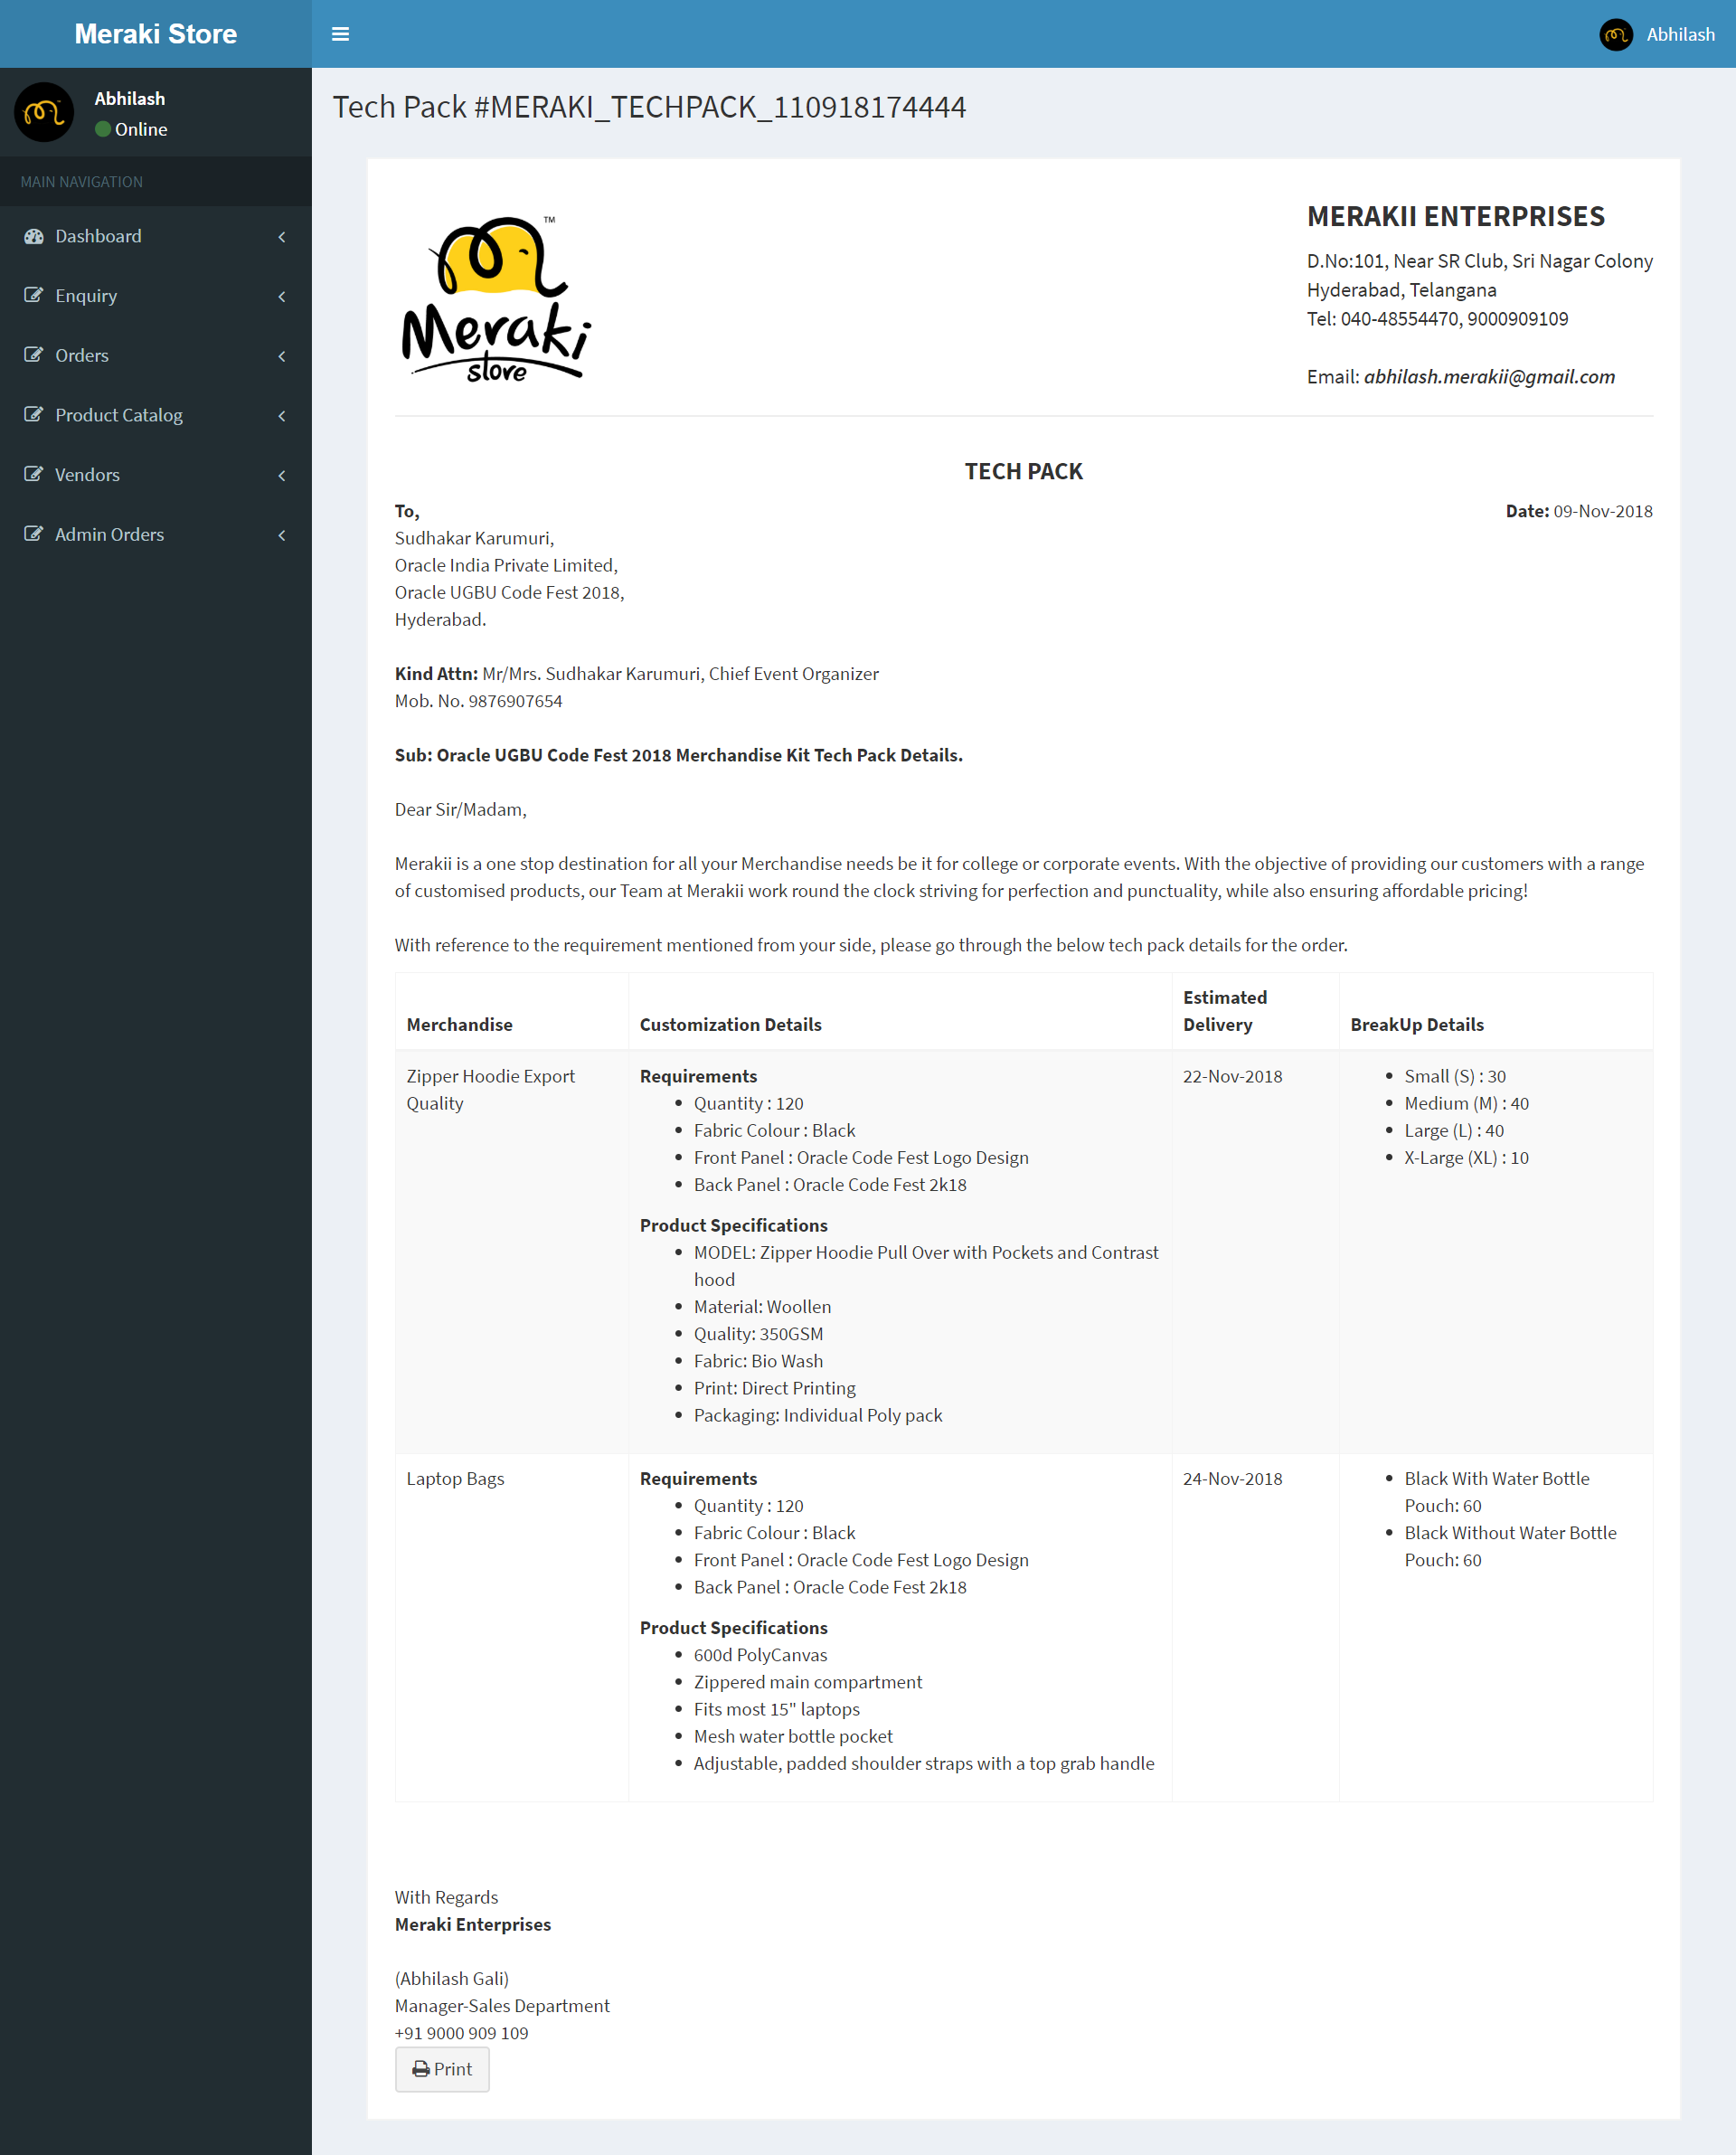 Meraki Store
Abhilash
Abhilash
Online
MAIN NAVIGATION
Dashboard
Enquiry
Orders
Product Catalog
Vendors
Admin Orders
Tech Pack #MERAKI_TECHPACK_110918174444
TM
Meraki
store
MERAKII ENTERPRISES
D.No:101, Near SR Club, Sri Nagar Colony
Hyderabad, Telangana
Tel: 040-48554470, 9000909109
Email: abhilash.merakii@gmail.com
TECH PACK
To,
Date: 09-Nov-2018
Sudhakar Karumuri,
Oracle India Private Limited,
Oracle UGBU Code Fest 2018,
Hyderabad.
Kind Attn: Mr/Mrs. Sudhakar Karumuri, Chief Event Organizer
Mob. No. 9876907654
Sub: Oracle UGBU Code Fest 2018 Merchandise Kit Tech Pack Details.
Dear Sir/Madam,
Merakii is a one stop destination for all your Merchandise needs be it for college or corporate events. With the objective of providing our customers with a range
of customised products, our Team at Merakii work round the clock striving for perfection and punctuality, while also ensuring affordable pricing!
With reference to the requirement mentioned from your side, please go through the below tech pack details for the order.
Merchandise
Customization Details
Estimated
Delivery
BreakUp Details
Zipper Hoodie Export
Quality
Requirements
• Quantity : 120
• Fabric Colour : Black
• Front Panel : Oracle Code Fest Logo Design
• Back Panel : Oracle Code Fest 2k18
Product Specifications
• MODEL: Zipper Hoodie Pull Over with Pockets and Contrast
hood
• Material: Woollen
• Quality: 350GSM
• Fabric: Bio Wash
• Print: Direct Printing
• Packaging: Individual Poly pack
22-Nov-2018
• Small (S) : 30
• Medium (M) : 40
• Large (L) : 40
• X-Large (XL) : 10
Laptop Bags
Requirements
• Quantity : 120
• Fabric Colour : Black
• Front Panel : Oracle Code Fest Logo Design
• Back Panel : Oracle Code Fest 2k18
Product Specifications
• 600d PolyCanvas
• Zippered main compartment
• Fits most 15" laptops
• Mesh water bottle pocket
• Adjustable, padded shoulder straps with a top grab handle
24-Nov-2018
• Black With Water Bottle
Pouch: 60
• Black Without Water Bottle
Pouch: 60
With Regards
Meraki Enterprises
(Abhilash Gali)
Manager-Sales Department
+91 9000 909 109
Print